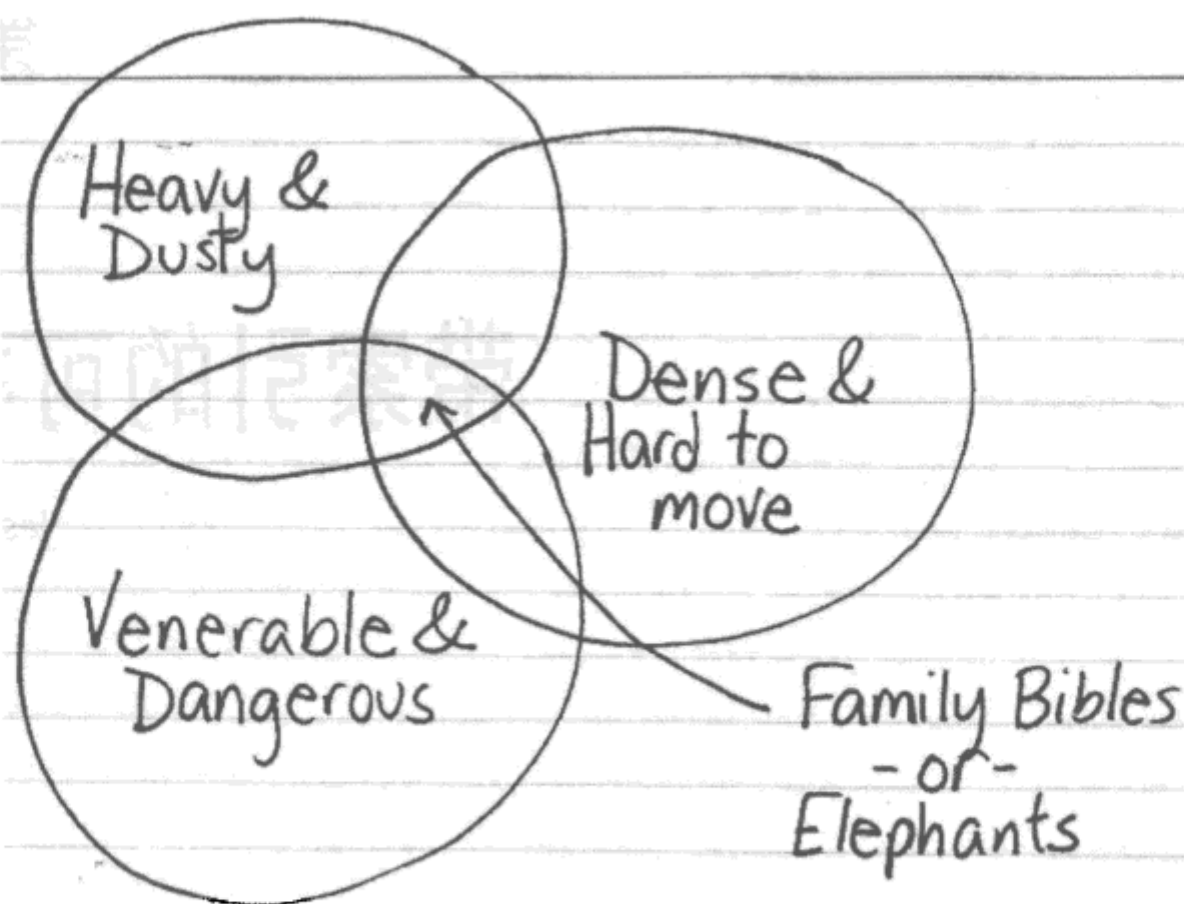 Heavy &
Dusty
Dense &
Hard to
move
Venerable &
Dangerous
Family Bibles
- or -
Elephants